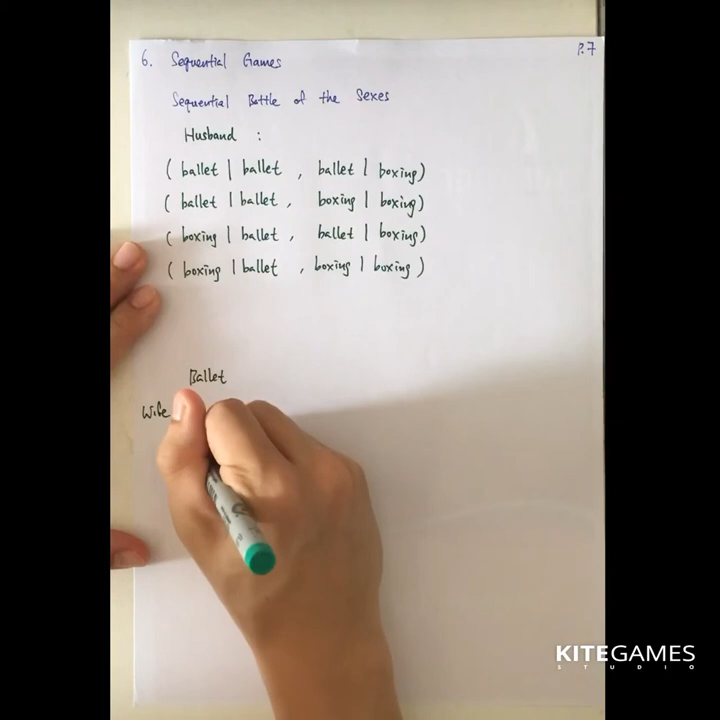 6. Sequential Games
P.7
Sequential Battle of the Sexes
Husband :
( ballet | ballet , ballet | boxing )
( ballet | ballet , boxing | boxing )
( boxing | ballet , ballet | boxing )
( boxing | ballet , boxing | boxing )
Ballet
Wife
KITEGAMES
STUDIO